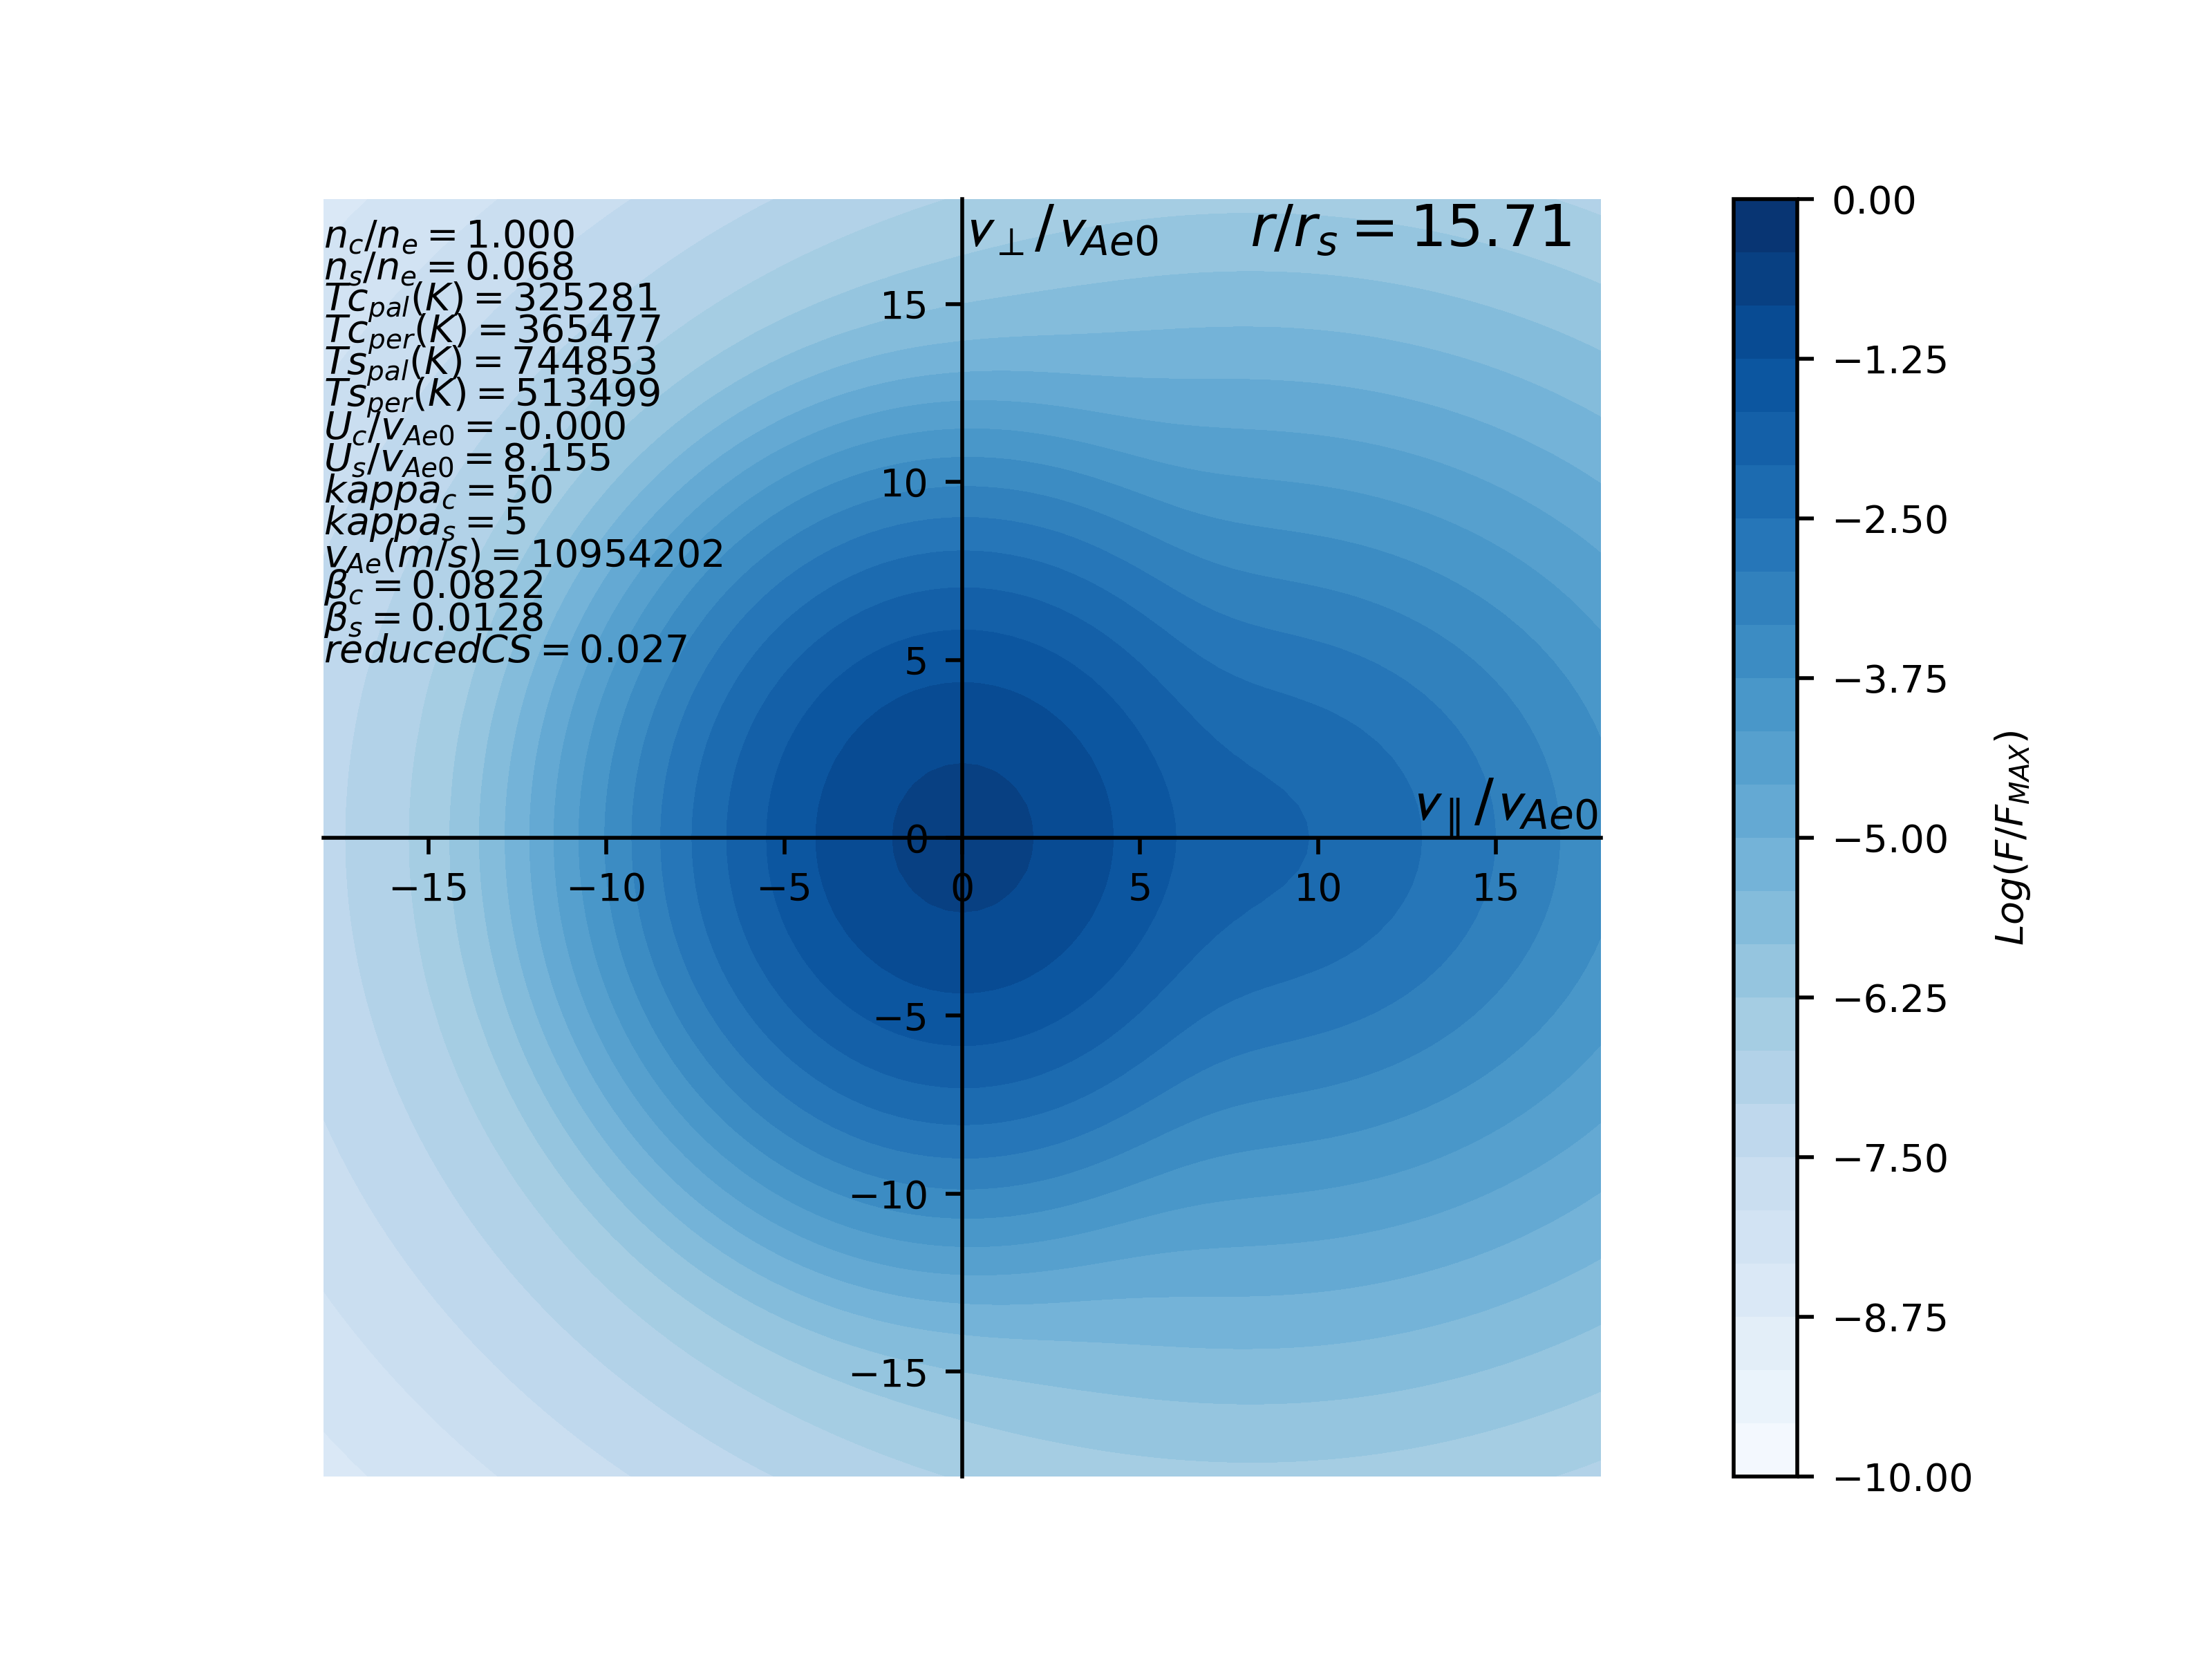 n_c/n_e = 1.000
n_s/n_e = 0.068
Tc_pal(K) = 325281
Tc_per(K) = 365477
Ts_pal(K) = 744853
Ts_per(K) = 513499
U_c/v_Ae0 = -0.000
U_s/v_Ae0 = 8.155
kappa_c = 50
kappa_s = 5
v_Ae(m/s) = 10954202
β_c = 0.0822
β_s = 0.0128
reducedCS = 0.027
v_⊥/v_Ae0
r/r_s = 15.71
15
10
5
0
−5
−10
−15
v_∥/v_Ae0
−15
−10
−5
0
5
10
15
0.00
−1.25
−2.50
−3.75
−5.00
−6.25
−7.50
−8.75
−10.00
Log(F/F_MAX)